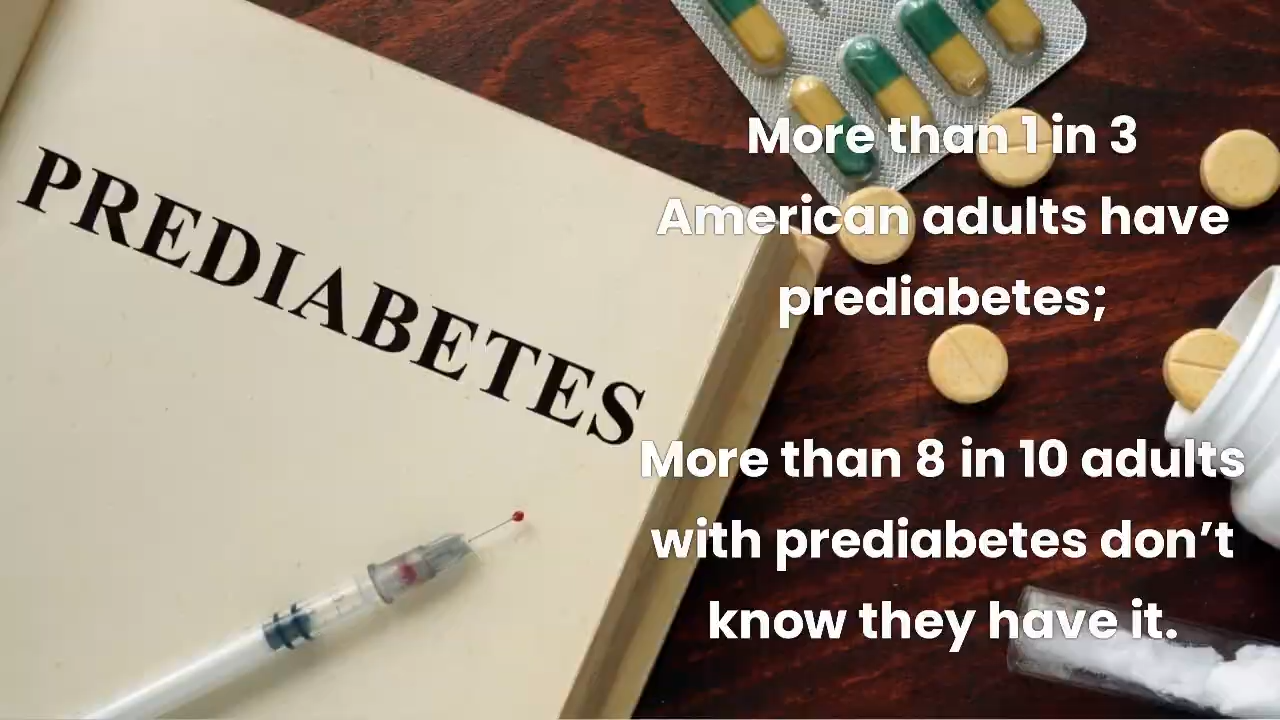 PREDIABETES
More than 1 in 3
American adults have
prediabetes;
More than 8 in 10 adults
with prediabetes don’t
know they have it.